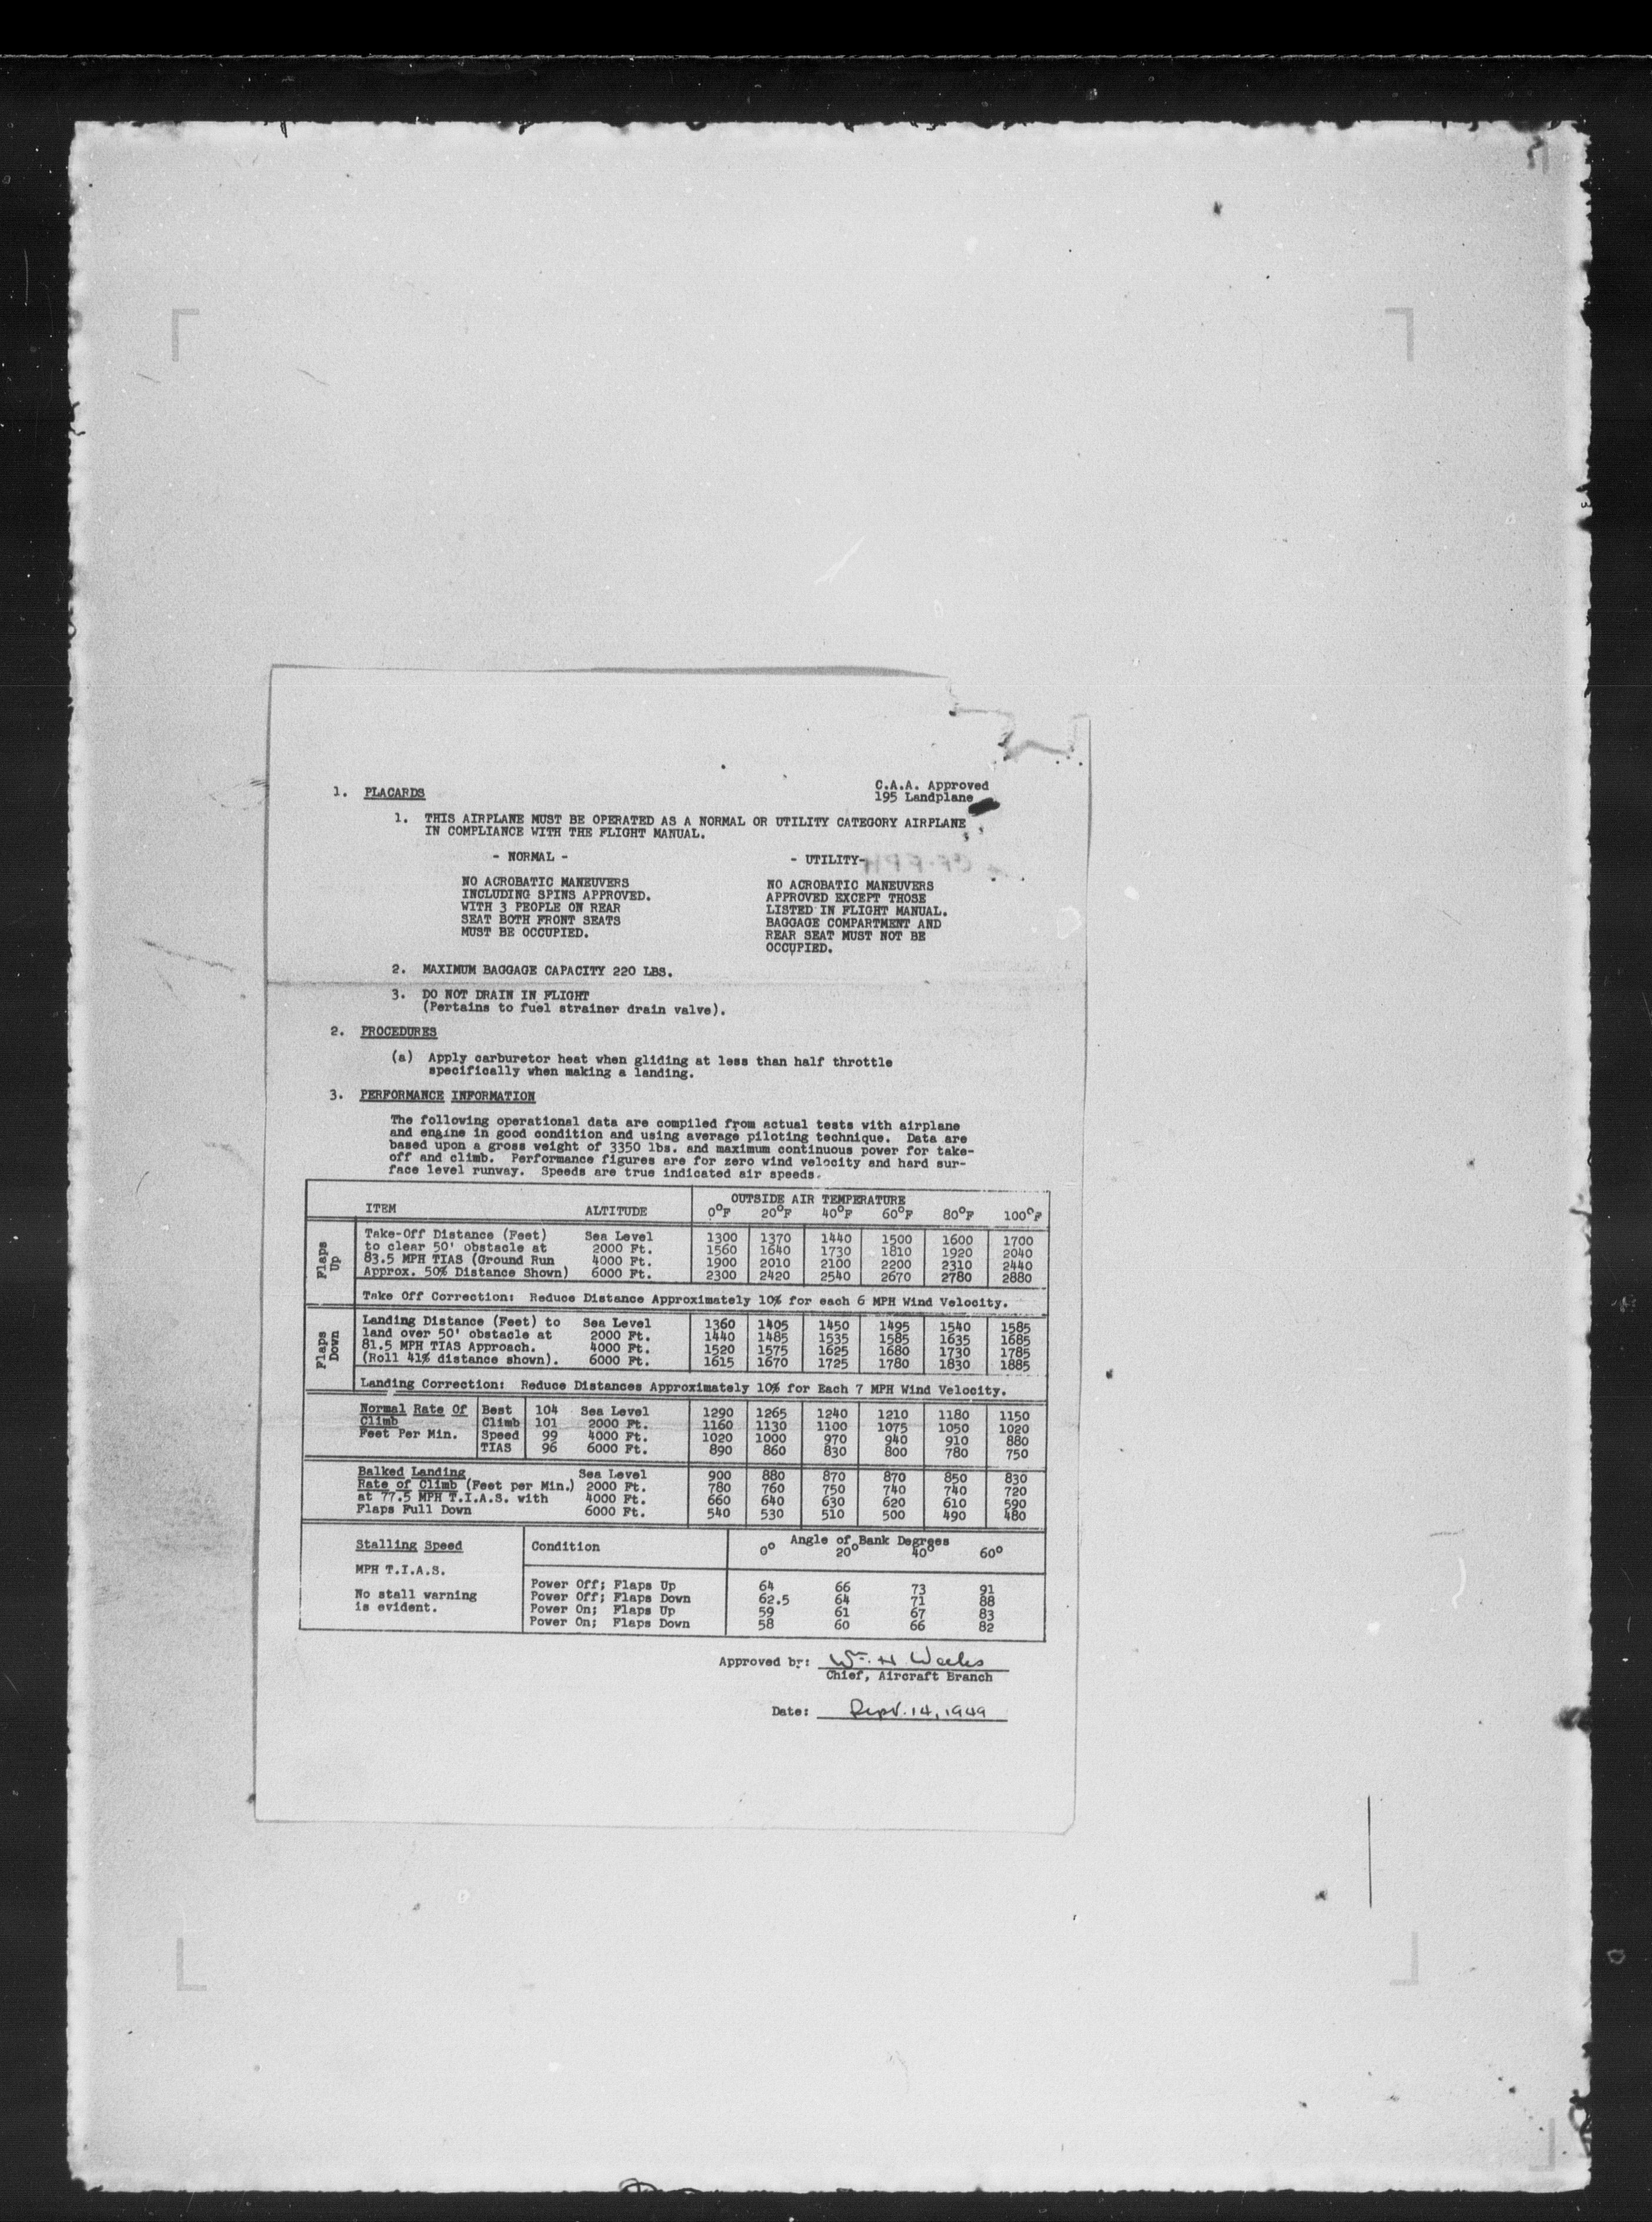 C.A.A. Approved
195 Landplane
1. PLACARDS
1. THIS AIRPLANE MUST BE OPERATED AS A NORMAL OR UTILITY CATEGORY AIRPLANE
IN COMPLIANCE WITH THE FLIGHT MANUAL.
- NORMAL -
NO ACROBATIC MANEUVERS
INCLUDING SPINS APPROVED.
WITH 3 PEOPLE ON REAR
SEAT BOTH FRONT SEATS
MUST BE OCCUPIED.
- UTILITY-
NO ACROBATIC MANEUVERS
APPROVED EXCEPT THOSE
LISTED IN FLIGHT MANUAL.
BAGGAGE COMPARTMENT AND
REAR SEAT MUST NOT BE
OCCUPIED.
2. MAXIMUM BAGGAGE CAPACITY 220 LBS.
3. DO NOT DRAIN IN FLIGHT
(Pertains to fuel strainer drain valve).
2. PROCEDURES
(a) Apply carburetor heat when gliding at less than half throttle
specifically when making a landing.
3. PERFORMANCE INFORMATION
The following operational data are compiled from actual tests with airplane
and engine in good condition and using average piloting technique. Data are
based upon a gross weight of 3350 lbs. and maximum continuous power for take-
off and climb. Performance figures are for zero wind velocity and hard sur-
face level runway. Speeds are true indicated air speeds.
OUTSIDE AIR TEMPERATURE
ITEM ALTITUDE 0°F 20°F 40°F 60°F 80°F 100°F
Flaps Up
Take-Off Distance (Feet) Sea Level 1300 1370 1440 1500 1600 1700
to clear 50' obstacle at 2000 Ft. 1560 1640 1730 1810 1920 2040
83.5 MPH TIAS (Ground Run 4000 Ft. 1900 2010 2100 2200 2310 2440
Approx. 50% Distance Shown) 6000 Ft. 2300 2420 2540 2670 2780 2880
Take Off Correction: Reduce Distance Approximately 10% for each 6 MPH Wind Velocity.
Flaps Down
Landing Distance (Feet) to Sea Level 1360 1405 1450 1495 1540 1585
land over 50' obstacle at 2000 Ft. 1440 1485 1535 1585 1635 1685
81.5 MPH TIAS Approach. 4000 Ft. 1520 1575 1625 1680 1730 1785
(Roll 41% distance shown). 6000 Ft. 1615 1670 1725 1780 1830 1885
Landing Correction: Reduce Distances Approximately 10% for Each 7 MPH Wind Velocity.
Normal Rate Of Best 104 Sea Level 1290 1265 1240 1210 1180 1150
Climb Climb 101 2000 Ft. 1160 1130 1100 1075 1050 1020
Feet Per Min. Speed 99 4000 Ft. 1020 1000 970 940 910 880
TIAS 96 6000 Ft. 890 860 830 800 780 750
Balked Landing Sea Level 900 880 870 870 850 830
Rate of Climb (Feet per Min.) 2000 Ft. 780 760 750 740 740 720
at 77.5 MPH T.I.A.S. with 4000 Ft. 660 640 630 620 610 590
Flaps Full Down 6000 Ft. 540 530 510 500 490 480
Stalling Speed Condition Angle of Bank Degrees
0° 20° 40° 60°
MPH T.I.A.S.
No stall warning
is evident.
Power Off; Flaps Up 64 66 73 91
Power Off; Flaps Down 62.5 64 71 88
Power On; Flaps Up 59 61 67 83
Power On; Flaps Down 58 60 66 82
Approved by: Wm. H Weeks
Chief, Aircraft Branch
Date: Sept. 14, 1949